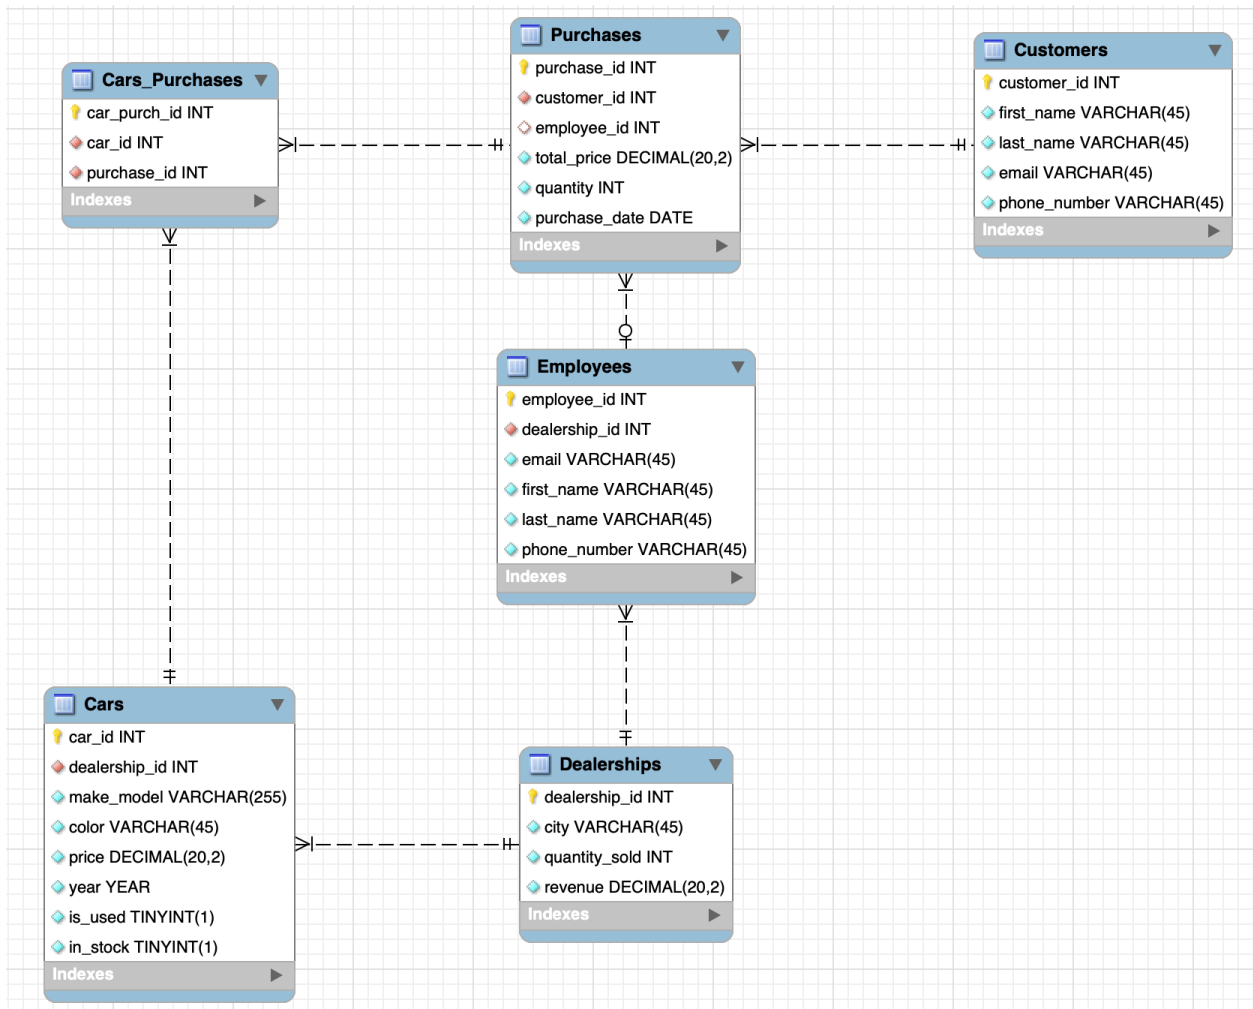 Cars_Purchases
car_purch_id INT
car_id INT
purchase_id INT
Indexes
Purchases
purchase_id INT
customer_id INT
employee_id INT
total_price DECIMAL(20,2)
quantity INT
purchase_date DATE
Indexes
Customers
customer_id INT
first_name VARCHAR(45)
last_name VARCHAR(45)
email VARCHAR(45)
phone_number VARCHAR(45)
Indexes
Employees
employee_id INT
dealership_id INT
email VARCHAR(45)
first_name VARCHAR(45)
last_name VARCHAR(45)
phone_number VARCHAR(45)
Indexes
Cars
car_id INT
dealership_id INT
make_model VARCHAR(255)
color VARCHAR(45)
price DECIMAL(20,2)
year YEAR
is_used TINYINT(1)
in_stock TINYINT(1)
Indexes
Dealerships
dealership_id INT
city VARCHAR(45)
quantity_sold INT
revenue DECIMAL(20,2)
Indexes